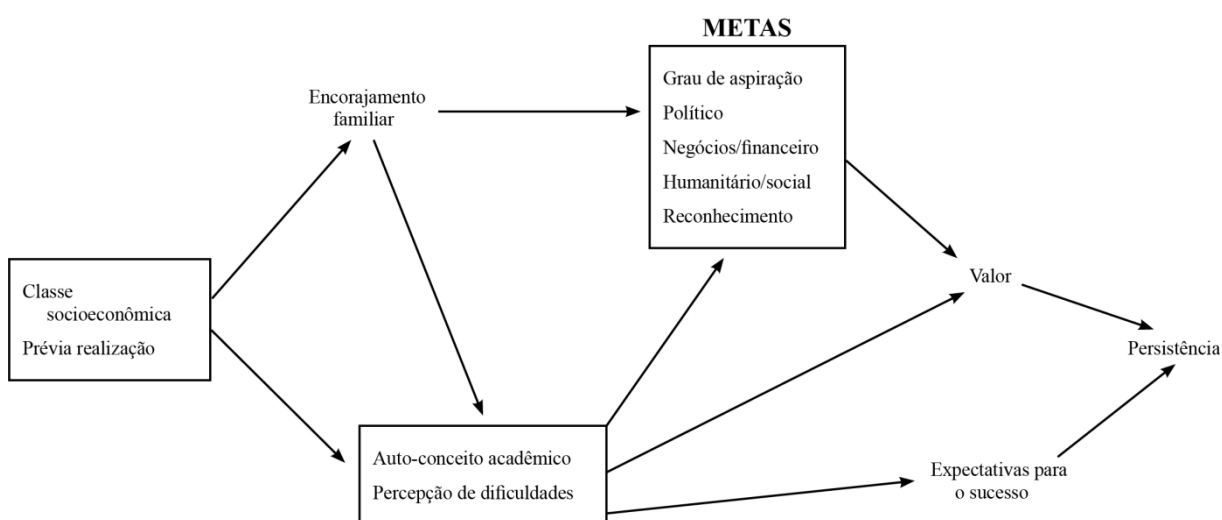 METAS
Grau de aspiração
Político
Negócios/financeiro
Humanitário/social
Reconhecimento
Encorajamento
familiar
Classe
socioeconômica
Prévia realização
Valor
Persistência
Auto-conceito acadêmico
Percepção de dificuldades
Expectativas para
o sucesso